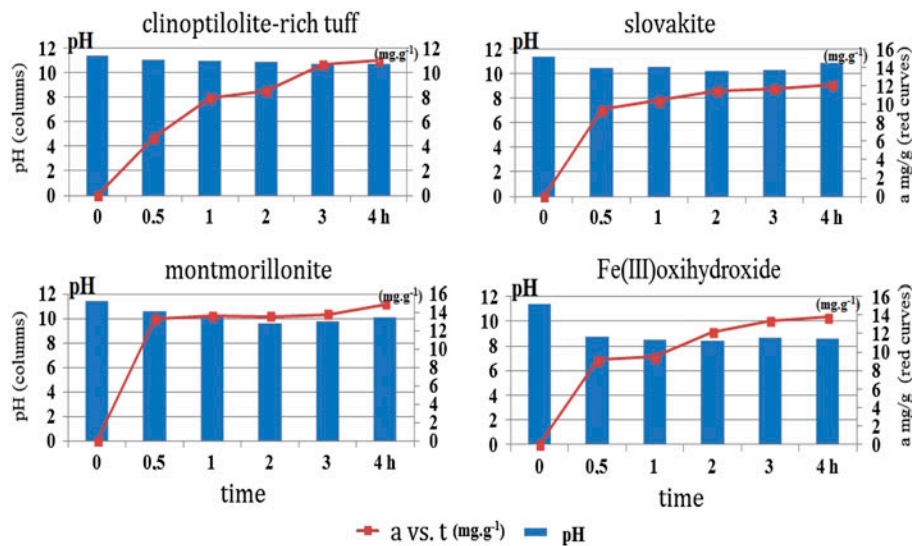 clinoptilolite-rich tuff
pH
(mg.g-1)
pH (columns)
12
10
8
6
4
2
0
12
10
8
6
4
2
0
0 0.5 1 2 3 4 h
slovakite
pH
(mg.g-1)
12
10
8
6
4
2
0
16
14
12
10
8
6
4
2
0
a mg/g (red curves)
0 0.5 1 2 3 4 h
montmorillonite
pH
(mg.g-1)
pH (columns)
12
10
8
6
4
2
0
16
14
12
10
8
6
4
2
0
0 0.5 1 2 3 4 h
time
Fe(III)oxihydroxide
pH
(mg.g-1)
12
10
8
6
4
2
0
16
14
12
10
8
6
4
2
0
a mg/g (red curves)
0 0.5 1 2 3 4 h
time
a vs. t (mg.g-1) pH